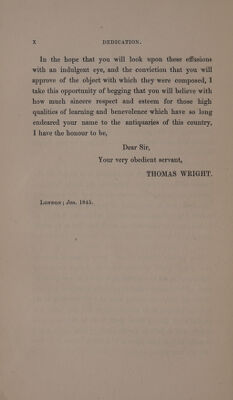 x DEDICATION.
In the hope that you will look upon these effusions
with an indulgent eye, and the conviction that you will
approve of the object with which they were composed, I
take this opportunity of begging that you will believe with
how much sincere respect and esteem for those high
qualities of learning and benevolence which have so long
endeared your name to the antiquaries of this country,
I have the honour to be,
Dear Sir,
Your very obedient servant,
THOMAS WRIGHT.
London; Jan. 1845.